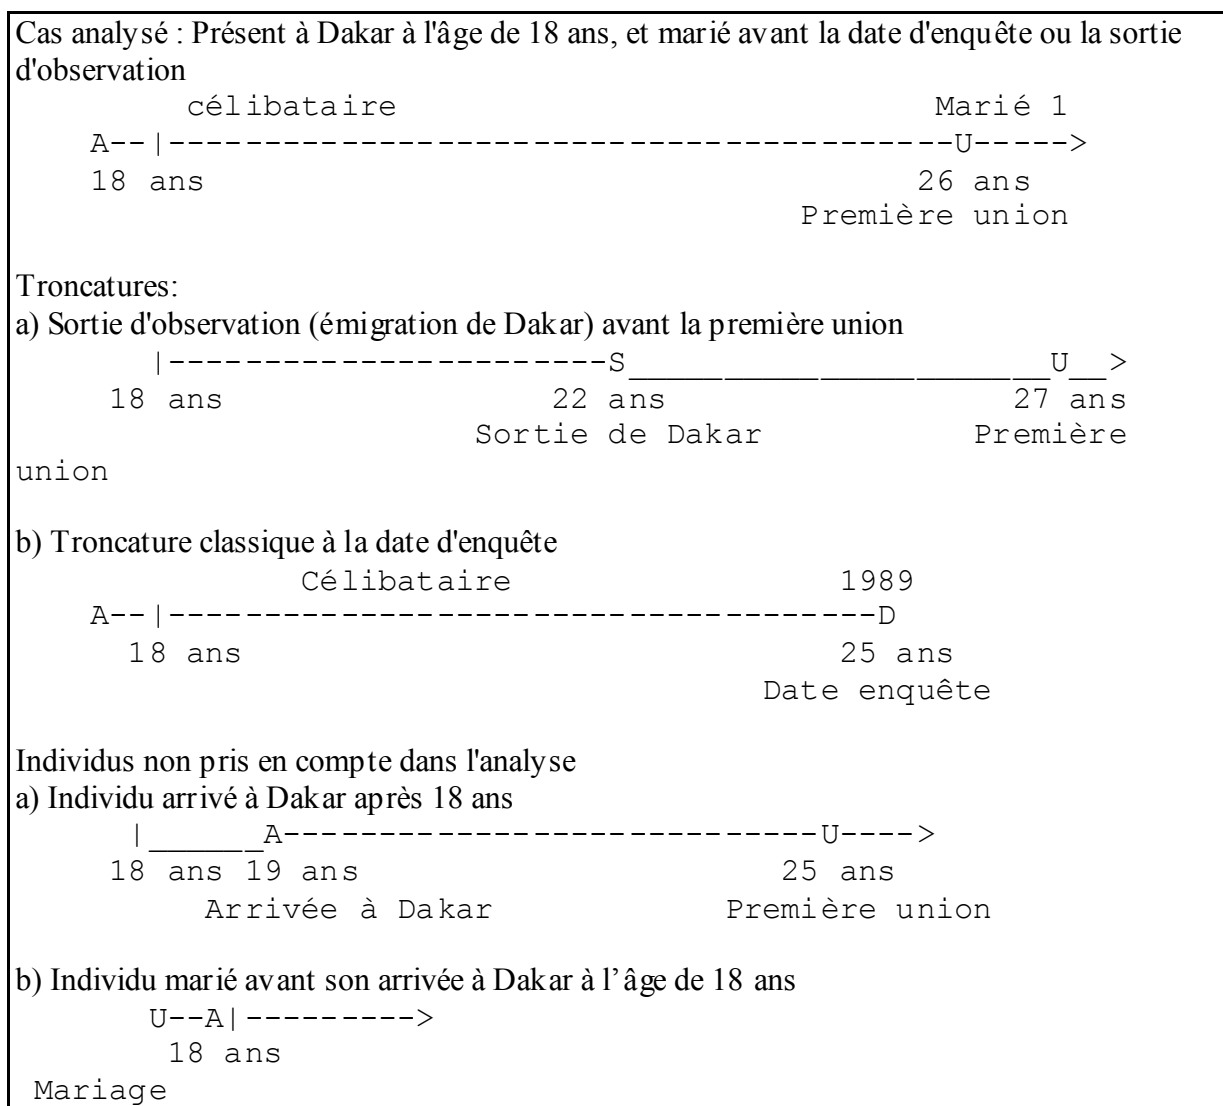 Cas analysé : Présent à Dakar à l'âge de 18 ans, et marié avant la date d'enquête ou la sortie
d'observation
célibataire Marié 1
A--|-----------------------------------------U----->
18 ans 26 ans
Première union
Troncatures:
a) Sortie d'observation (émigration de Dakar) avant la première union
|-----------------------S______________________U__>
18 ans 22 ans 27 ans
Sortie de Dakar Première
union
b) Troncature classique à la date d'enquête
Célibataire 1989
A--|-------------------------------------D
18 ans 25 ans
Date enquête
Individus non pris en compte dans l'analyse
a) Individu arrivé à Dakar après 18 ans
|______A----------------------------U---->
18 ans 19 ans 25 ans
Arrivée à Dakar Première union
b) Individu marié avant son arrivée à Dakar à l’âge de 18 ans
U--A|--------->
18 ans
Mariage